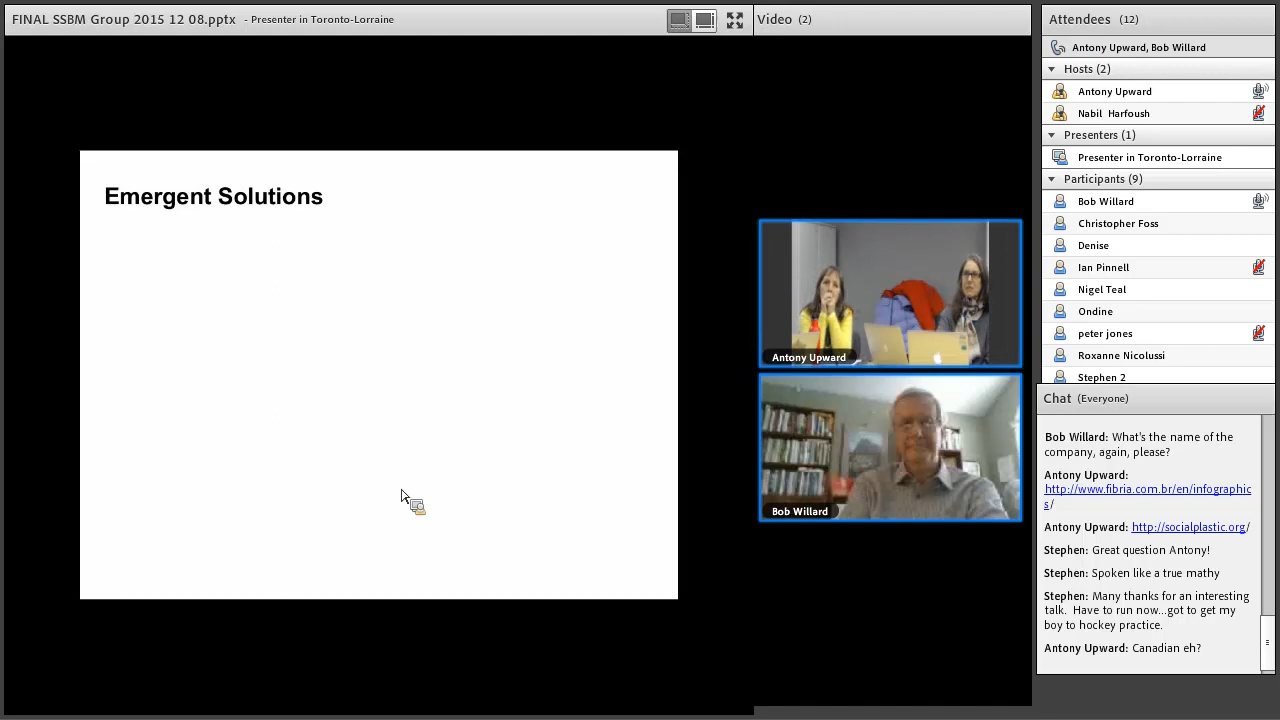 FINAL SSBM Group 2015 12 08.pptx - Presenter in Toronto-Lorraine
Emergent Solutions
Video (2)
Antony Upward
Bob Willard
Attendees (12)
Antony Upward, Bob Willard
Hosts (2)
Antony Upward
Nabil Harfoush
Presenters (1)
Presenter in Toronto-Lorraine
Participants (9)
Bob Willard
Christopher Foss
Denise
Ian Pinnell
Nigel Teal
Ondine
peter jones
Roxanne Nicolussi
Stephen 2
Chat (Everyone)
Bob Willard: What's the name of the
company, again, please?
Antony Upward:
http://www.fibria.com.br/en/infographic
s/
Antony Upward: http://socialplastic.org/
Stephen: Great question Antony!
Stephen: Spoken like a true mathy
Stephen: Many thanks for an interesting
talk. Have to run now...got to get my
boy to hockey practice.
Antony Upward: Canadian eh?